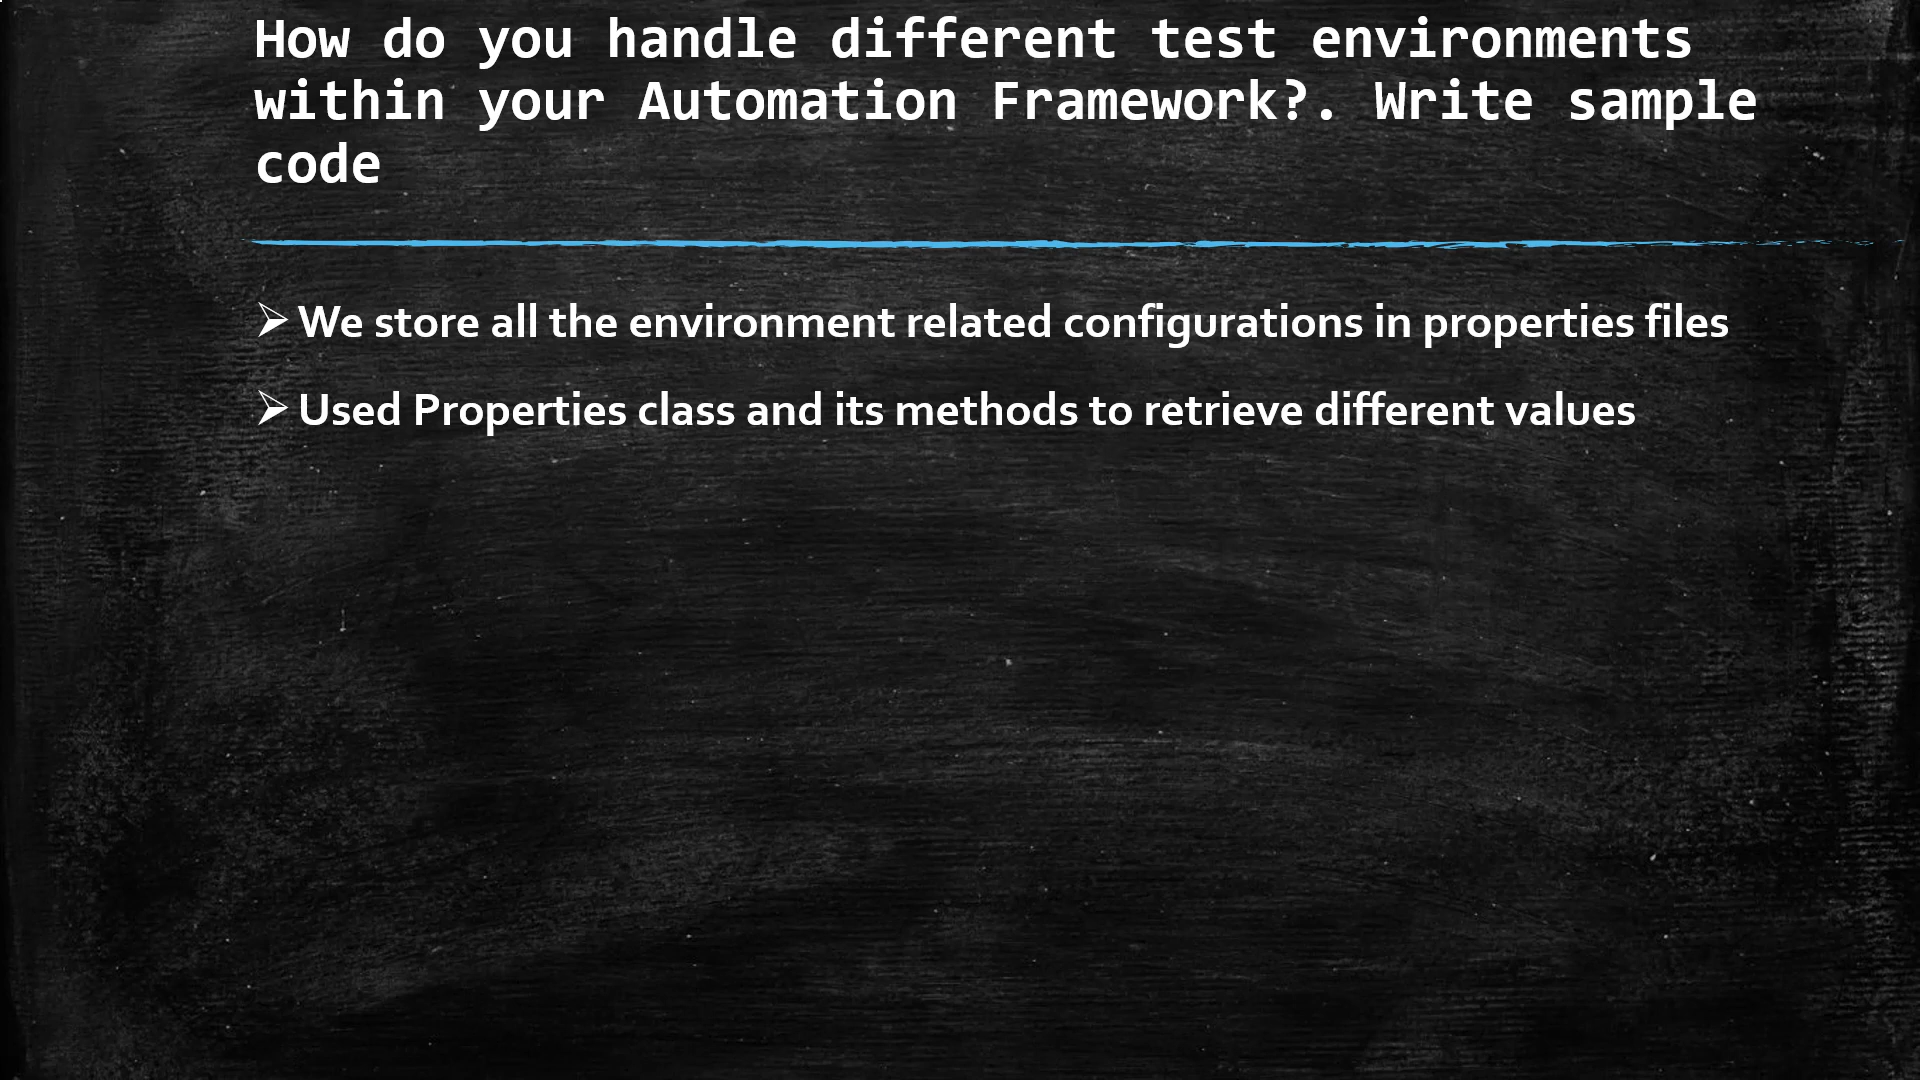 How do you handle different test environments
within your Automation Framework?. Write sample
code
➢ We store all the environment related configurations in properties files
➢ Used Properties class and its methods to retrieve different values